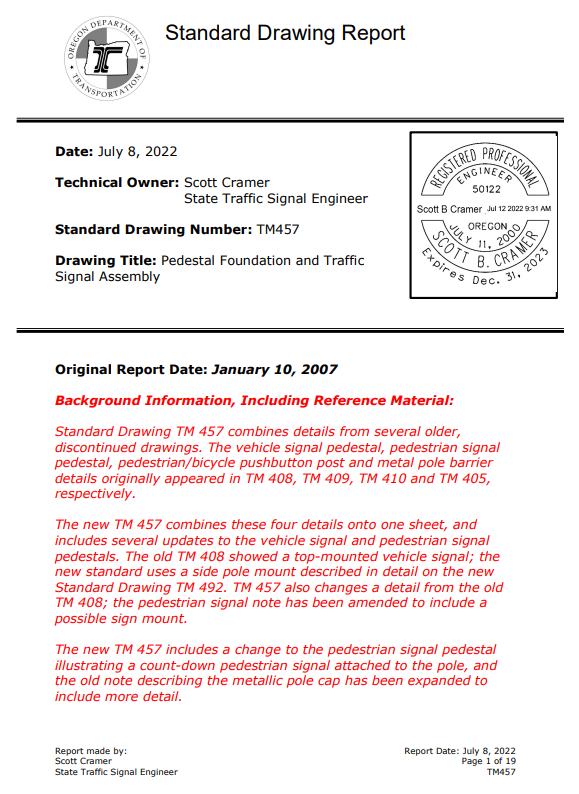 OREGON DEPARTMENT OF
TRANSPORTATION
Standard Drawing Report
Date: July 8, 2022
Technical Owner: Scott Cramer
State Traffic Signal Engineer
Standard Drawing Number: TM457
Drawing Title: Pedestal Foundation and Traffic
Signal Assembly
REGISTERED PROFESSIONAL
ENGINEER
50122
Scott B Cramer Jul 12 2022 9:31 AM
OREGON
JULY 11, 2000
SCOTT B. CRAMER
Expires Dec. 31, 2023
Original Report Date: January 10, 2007
Background Information, Including Reference Material:
Standard Drawing TM 457 combines details from several older,
discontinued drawings. The vehicle signal pedestal, pedestrian signal
pedestal, pedestrian/bicycle pushbutton post and metal pole barrier
details originally appeared in TM 408, TM 409, TM 410 and TM 405,
respectively.
The new TM 457 combines these four details onto one sheet, and
includes several updates to the vehicle signal and pedestrian signal
pedestals. The old TM 408 showed a top-mounted vehicle signal; the
new standard uses a side pole mount described in detail on the new
Standard Drawing TM 492. TM 457 also changes a detail from the old
TM 408; the pedestrian signal note has been amended to include a
possible sign mount.
The new TM 457 includes a change to the pedestrian signal pedestal
illustrating a count-down pedestrian signal attached to the pole, and
the old note describing the metallic pole cap has been expanded to
include more detail.
Report made by:
Scott Cramer
State Traffic Signal Engineer
Report Date: July 8, 2022
Page 1 of 19
TM457